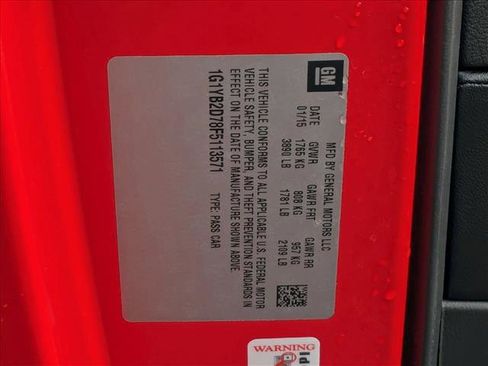 GM
MFD BY GENERAL MOTORS LLC
DATE GVWR GAWR FRT GAWR RR
01/15 1765 KG 808 KG 957 KG
3890 LB 1781 LB 2109 LB
THIS VEHICLE CONFORMS TO ALL APPLICABLE U.S. FEDERAL MOTOR
VEHICLE SAFETY, BUMPER, AND THEFT PREVENTION STANDARDS IN
EFFECT ON THE DATE OF MANUFACTURE SHOWN ABOVE.
1G1YB2D78F5113571 TYPE: PASS CAR
WARNING